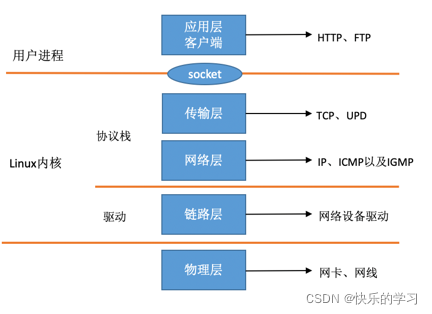 应用层
客户端
HTTP、FTP
用户进程
socket
传输层
TCP、UPD
协议栈
网络层
IP、ICMP以及IGMP
Linux内核
驱动
链路层
网络设备驱动
物理层
网卡、网线
CSDN @快乐的学习